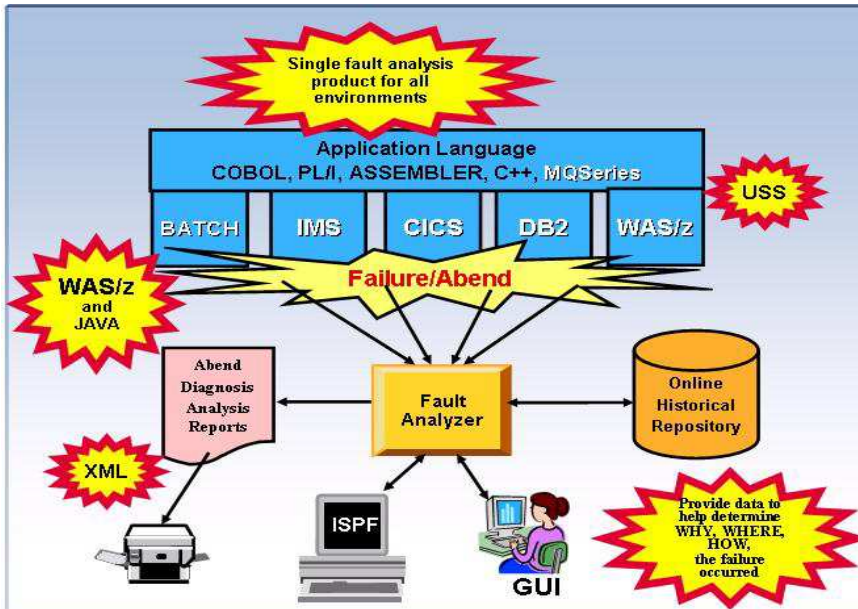 Single fault analysis
product for all
environments
Application Language
COBOL, PL/I, ASSEMBLER, C++, MQSeries
USS
BATCH
IMS
CICS
DB2
WAS/z
Failure/Abend
WAS/z
and
JAVA
Abend
Diagnosis
Analysis
Reports
Fault
Analyzer
Online
Historical
Repository
XML
ISPF
GUI
Provide data to
help determine
WHY, WHERE,
HOW,
the failure
occurred